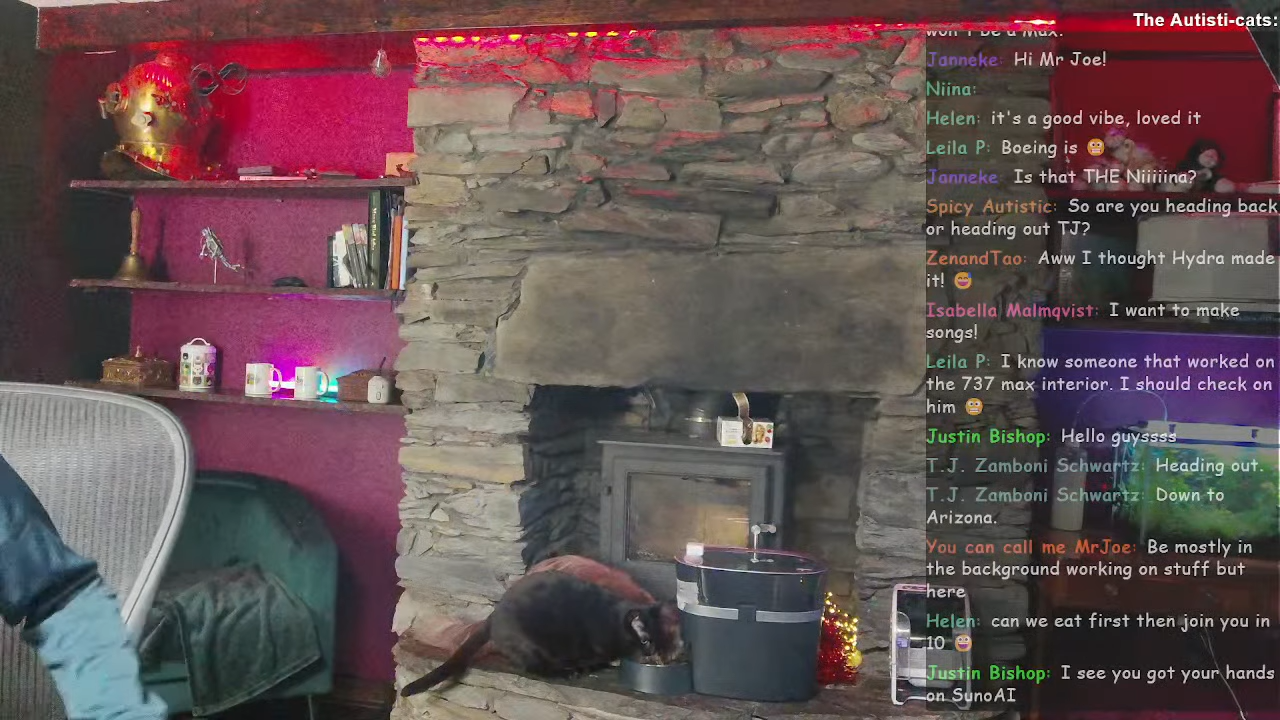 The Autisti-cats:
won't be a Max.
Janneke: Hi Mr Joe!
Niina:
Helen: it's a good vibe, loved it
Leila P: Boeing is 😬
Janneke: Is that THE Niiiiina?
Spicy Autistic: So are you heading back
or heading out TJ?
ZenandTao: Aww I thought Hydra made
it! 😅
Isabella Malmqvist: I want to make
songs!
Leila P: I know someone that worked on
the 737 max interior. I should check on
him 😬
Justin Bishop: Hello guyssss
T.J. Zamboni Schwartz: Heading out.
T.J. Zamboni Schwartz: Down to
Arizona.
You can call me MrJoe: Be mostly in
the background working on stuff but
here
Helen: can we eat first then join you in
10 😀
Justin Bishop: I see you got your hands
on SunoAI